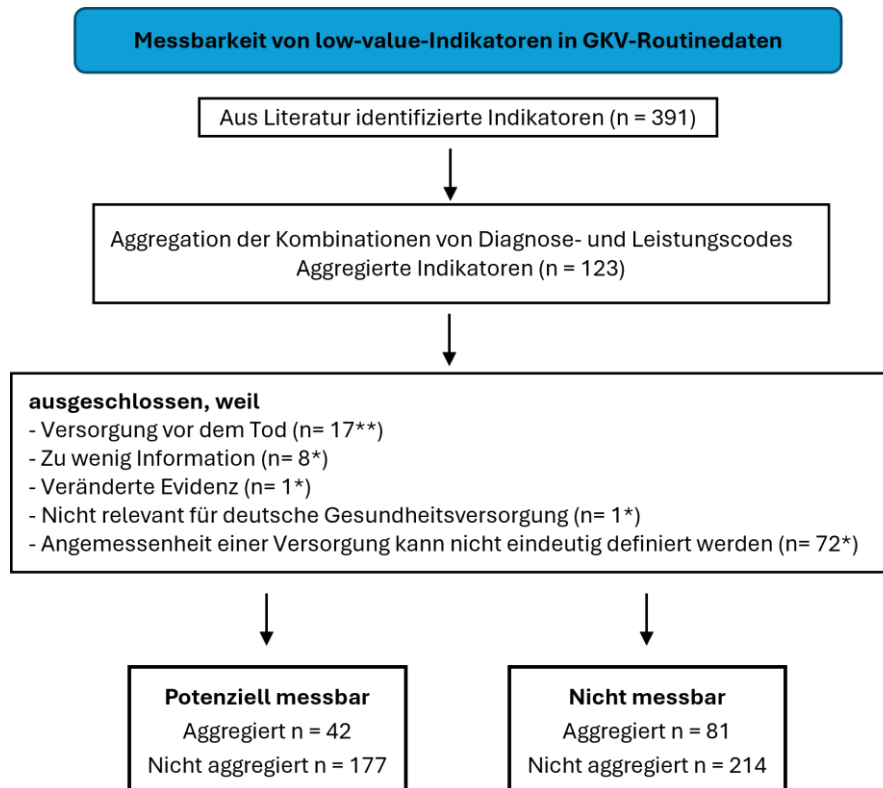 Messbarkeit von low-value-Indikatoren in GKV-Routinedaten
Aus Literatur identifizierte Indikatoren (n = 391)
Aggregation der Kombinationen von Diagnose- und Leistungscodes
Aggregierte Indikatoren (n = 123)
ausgeschlossen, weil
- Versorgung vor dem Tod (n= 17**)
- Zu wenig Information (n= 8*)
- Veränderte Evidenz (n= 1*)
- Nicht relevant für deutsche Gesundheitsversorgung (n= 1*)
- Angemessenheit einer Versorgung kann nicht eindeutig definiert werden (n= 72*)
Potenziell messbar
Aggregiert n = 42
Nicht aggregiert n = 177
Nicht messbar
Aggregiert n = 81
Nicht aggregiert n = 214